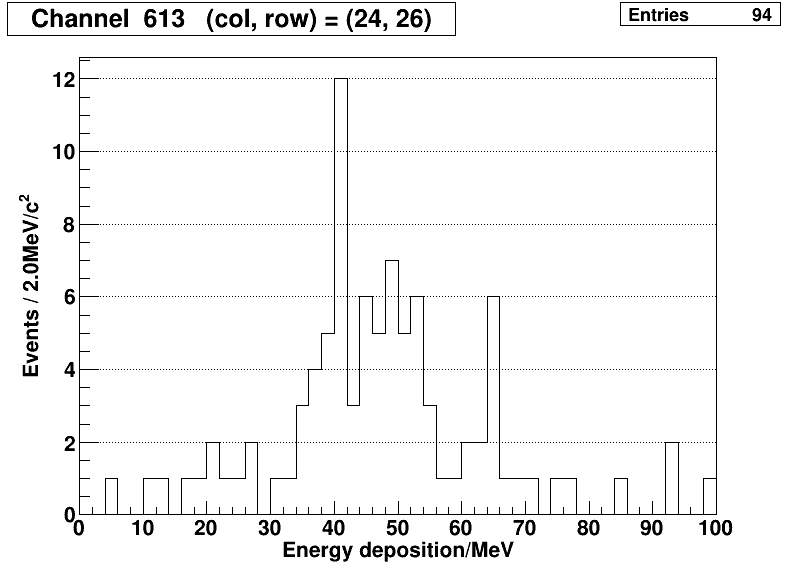 Channel 613 (col, row) = (24, 26)
Entries 94
Events / 2.0MeV/c²
12
10
8
6
4
2
0
0 10 20 30 40 50 60 70 80 90 100
Energy deposition/MeV